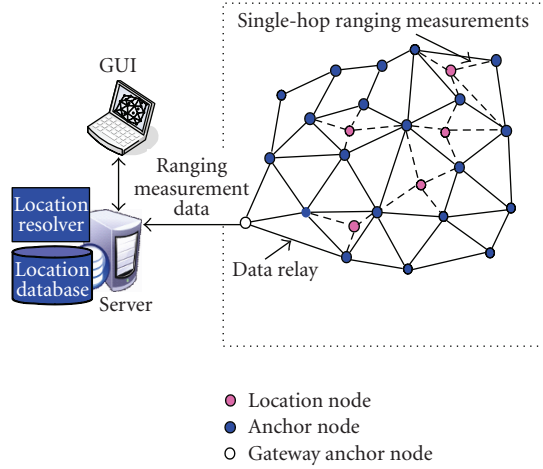 Single-hop ranging measurements
GUI
Ranging
measurement
data
Location
resolver
Location
database
Server
Data relay
Location node
Anchor node
Gateway anchor node